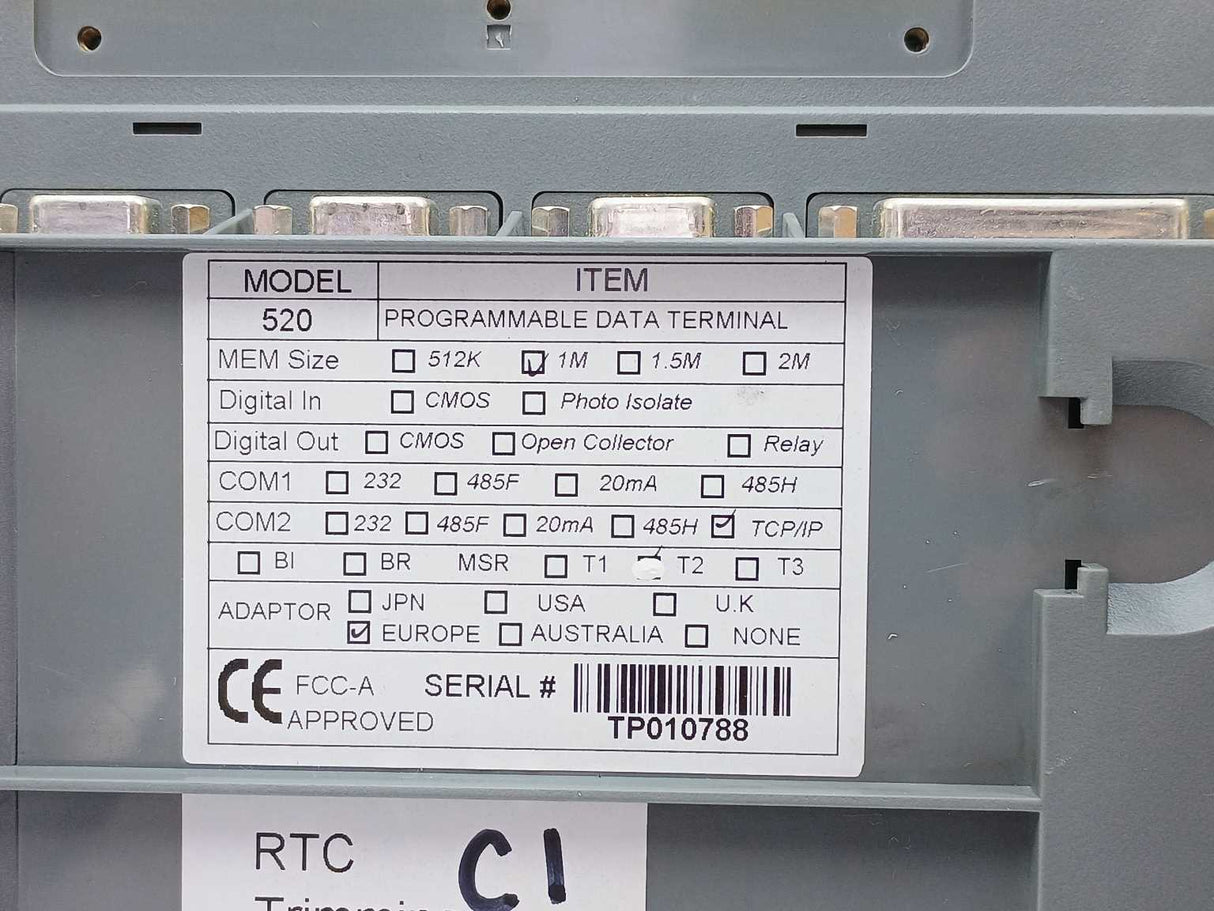 MODEL ITEM
520 PROGRAMMABLE DATA TERMINAL
MEM Size ☐ 512K ☑ 1M ☐ 1.5M ☐ 2M
Digital In ☐ CMOS ☐ Photo Isolate
Digital Out ☐ CMOS ☐ Open Collector ☐ Relay
COM1 ☐ 232 ☐ 485F ☐ 20mA ☐ 485H
COM2 ☐ 232 ☐ 485F ☐ 20mA ☐ 485H ☑ TCP/IP
☐ BI ☐ BR MSR ☐ T1 ☐ T2 ☐ T3
ADAPTOR ☐ JPN ☐ USA ☐ U.K
☑ EUROPE ☐ AUSTRALIA ☐ NONE
CE FCC-A SERIAL #
APPROVED TP010788
RTC C1